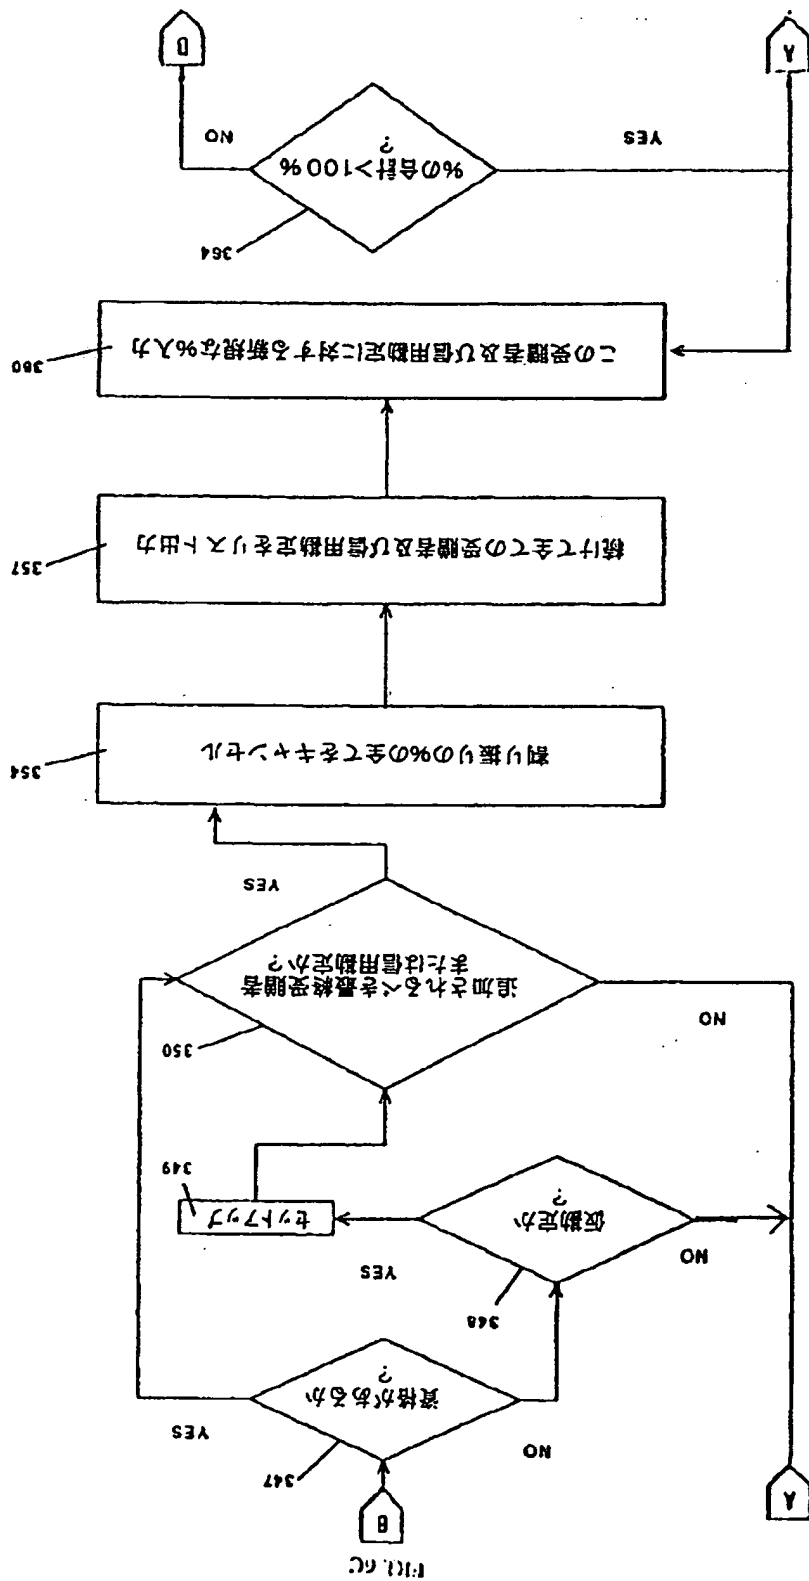 FIG. 6C
B
A
347
資格があるか
?
YES
NO
348
仮勘定か
?
YES
NO
349
セットアップ
350
追加されるべき最終受贈者
または信用勘定か?
NO
YES
354
割り振りの%の全てをキャンセル
357
続けて全ての受贈者及び信用勘定をリスト出力
360
この受贈者及び信用勘定に対する新規な%入力
364
%の合計>100%
?
YES
NO
A
D